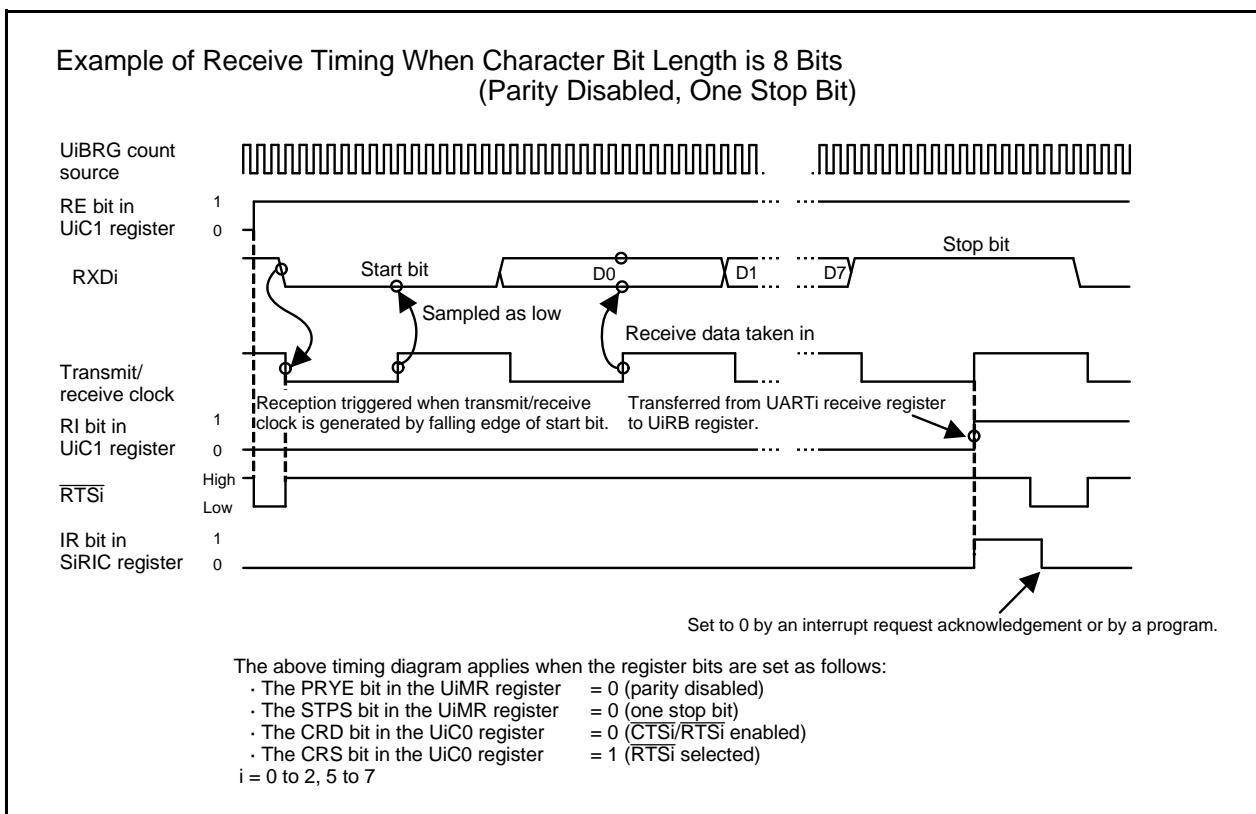 Example of Receive Timing When Character Bit Length is 8 Bits
(Parity Disabled, One Stop Bit)
UiBRG count
source
RE bit in
UiC1 register
1
0
RXDi
Start bit
D0
D1
D7
Stop bit
Sampled as low
Receive data taken in
Transmit/
receive clock
Reception triggered when transmit/receive
clock is generated by falling edge of start bit.
Transferred from UARTi receive register
to UiRB register.
RI bit in
UiC1 register
1
0
RTSi
High
Low
IR bit in
SiRIC register
1
0
Set to 0 by an interrupt request acknowledgement or by a program.
The above timing diagram applies when the register bits are set as follows:
· The PRYE bit in the UiMR register = 0 (parity disabled)
· The STPS bit in the UiMR register = 0 (one stop bit)
· The CRD bit in the UiC0 register = 0 (CTSi/RTSi enabled)
· The CRS bit in the UiC0 register = 1 (RTSi selected)
i = 0 to 2, 5 to 7